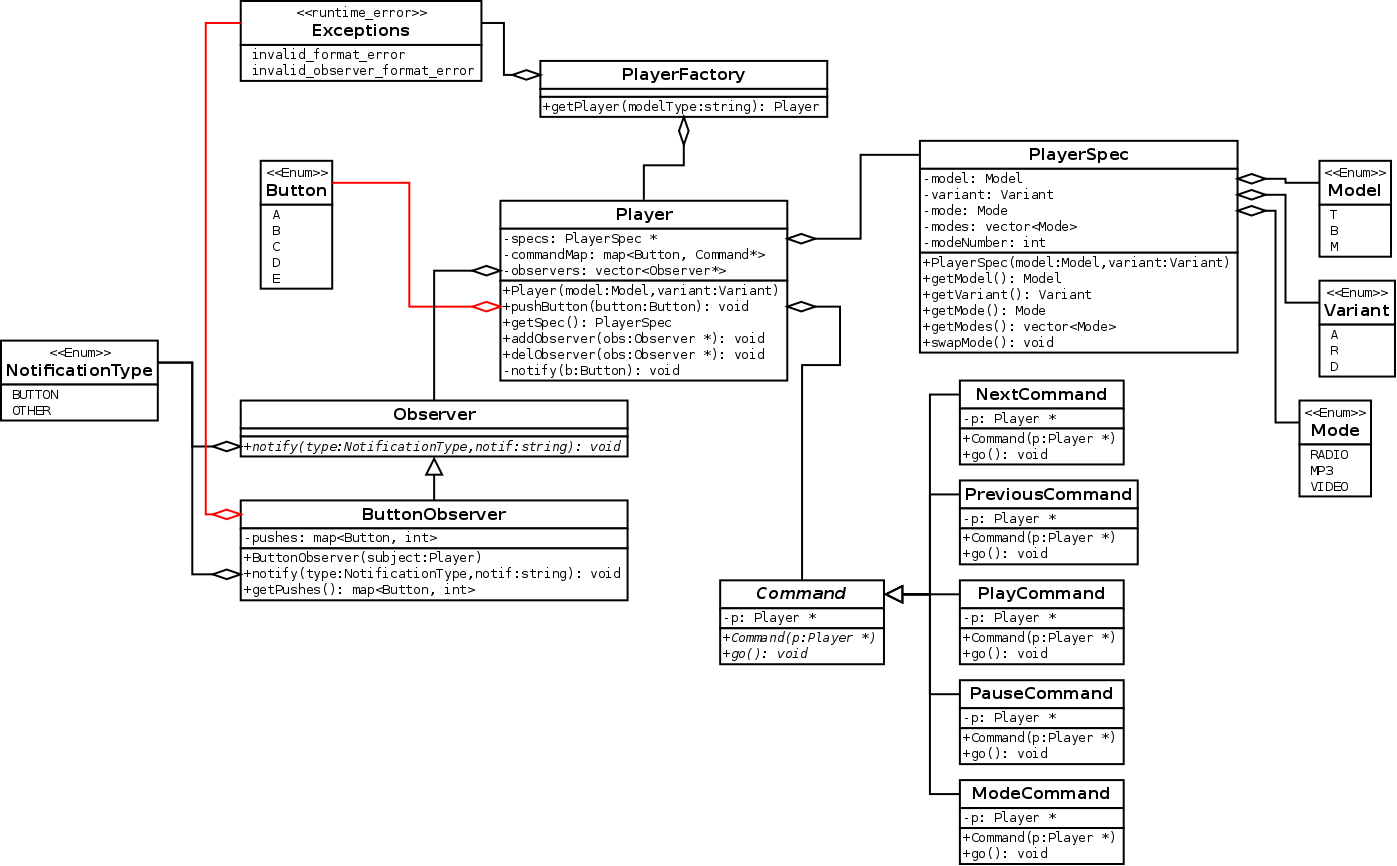 <<runtime_error>>
Exceptions
invalid_format_error
invalid_observer_format_error
PlayerFactory
+getPlayer(modelType:string): Player
<<Enum>>
Button
A
B
C
D
E
Player
-specs: PlayerSpec *
-commandMap: map<Button, Command*>
-observers: vector<Observer*>
+Player(model:Model,variant:Variant)
+pushButton(button:Button): void
+getSpec(): PlayerSpec
+addObserver(obs:Observer *): void
+delObserver(obs:Observer *): void
-notify(b:Button): void
PlayerSpec
-model: Model
-variant: Variant
-mode: Mode
-modes: vector<Mode>
-modeNumber: int
+PlayerSpec(model:Model,variant:Variant)
+getModel(): Model
+getVariant(): Variant
+getMode(): Mode
+getModes(): vector<Mode>
+swapMode(): void
<<Enum>>
Model
T
B
M
<<Enum>>
Variant
A
R
D
<<Enum>>
Mode
RADIO
MP3
VIDEO
<<Enum>>
NotificationType
BUTTON
OTHER
Observer
+notify(type:NotificationType,notif:string): void
ButtonObserver
-pushes: map<Button, int>
+ButtonObserver(subject:Player)
+notify(type:NotificationType,notif:string): void
+getPushes(): map<Button, int>
Command
-p: Player *
+Command(p:Player *)
+go(): void
NextCommand
-p: Player *
+Command(p:Player *)
+go(): void
PreviousCommand
-p: Player *
+Command(p:Player *)
+go(): void
PlayCommand
-p: Player *
+Command(p:Player *)
+go(): void
PauseCommand
-p: Player *
+Command(p:Player *)
+go(): void
ModeCommand
-p: Player *
+Command(p:Player *)
+go(): void